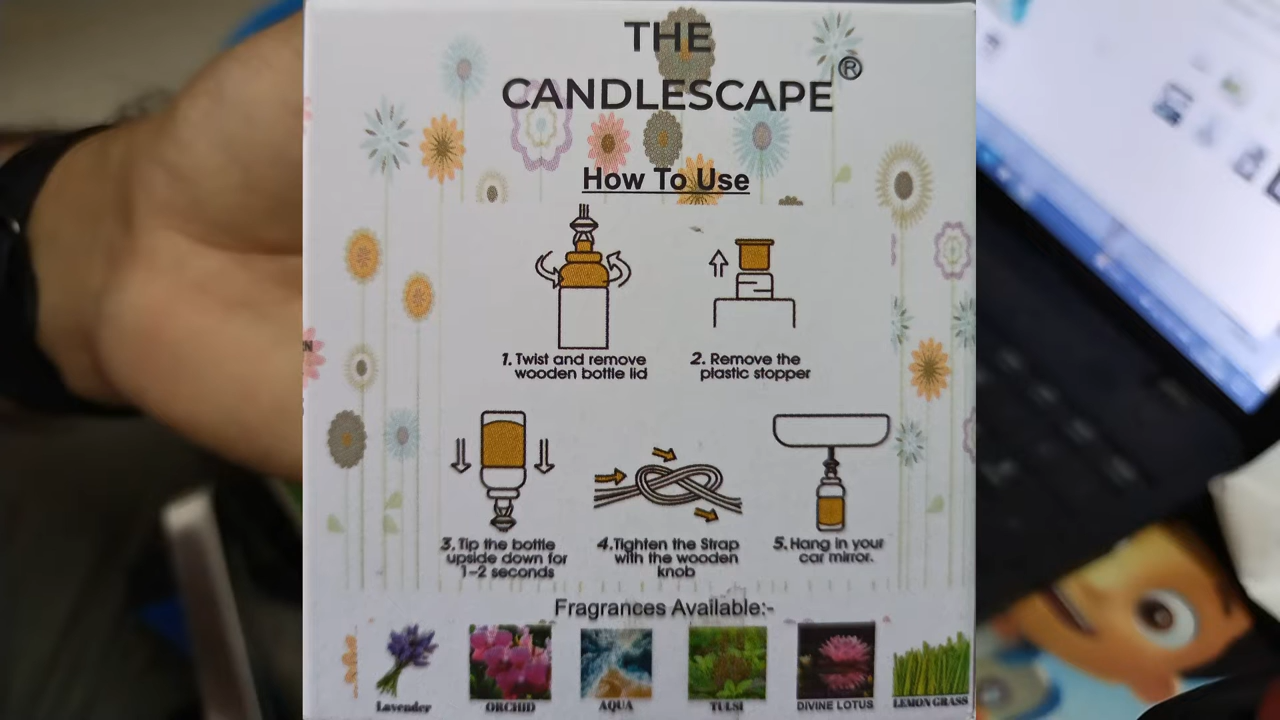 THE
CANDLESCAPE®
How To Use
1. Twist and remove
wooden bottle lid
2. Remove the
plastic stopper
3. Tip the bottle
upside down for
1-2 seconds
4.Tighten the Strap
with the wooden
knob
5. Hang in your
car mirror.
Fragrances Available:-
Lavender
ORCHID
AQUA
TULSI
DIVINE LOTUS
LEMON GRASS